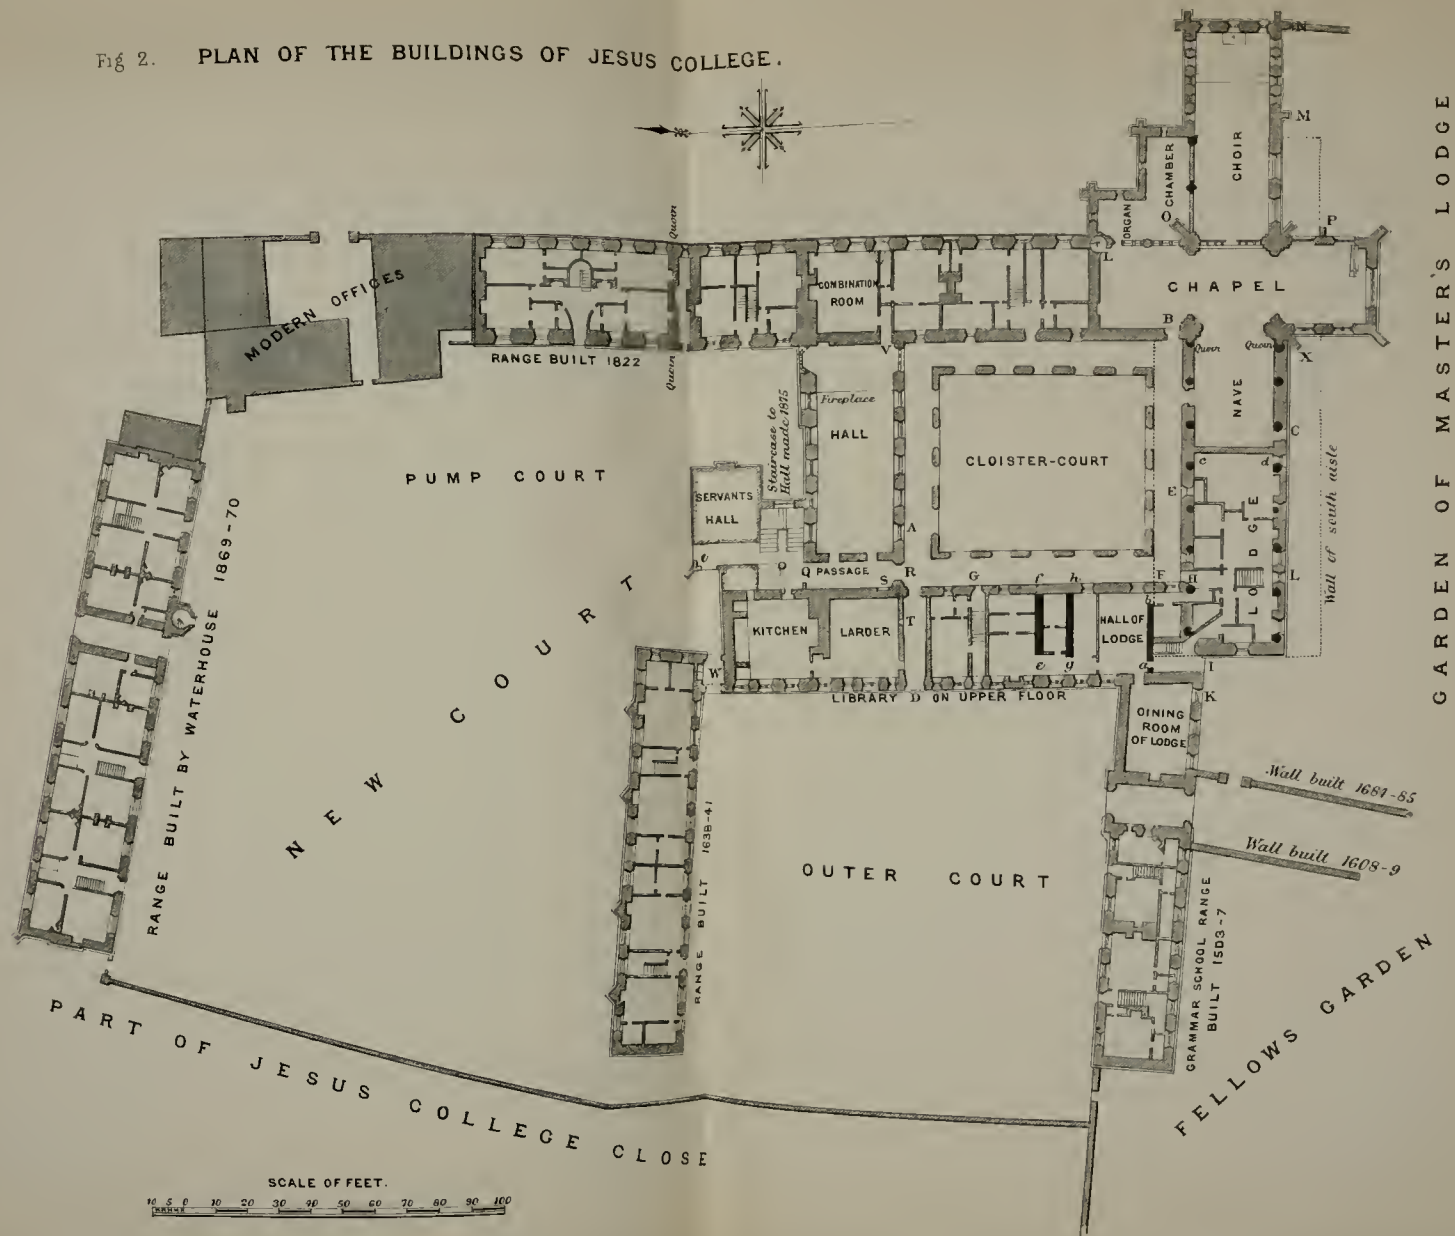 Fig 2. PLAN OF THE BUILDINGS OF JESUS COLLEGE.
N
M
CHOIR
ORGAN CHAMBER
O
P
L
GARDEN OF MASTER'S LODGE
MODERN OFFICES
Quoin
COMBINATION
ROOM
CHAPEL
B
V
RANGE BUILT 1822
Quoin
Quoin
Quoin
X
Staircase to
Hall made 1875
Fireplace
HALL
NAVE
C
PUMP COURT
CLOISTER-COURT
c
d
SERVANTS
HALL
E
Wall of south aisle
RANGE BUILT BY WATERHOUSE 1869-70
A
e
P
Q PASSAGE
R
S
G
f
h
F
H
L
LODGE
KITCHEN
LARDER
T
HALL OF
LODGE
b
W
e
g
a
I
LIBRARY D ON UPPER FLOOR
K
DINING
ROOM
OF LODGE
NEW COURT
Wall built 1684-85
RANGE BUILT 1638-41
Wall built 1608-9
OUTER COURT
GRAMMAR SCHOOL RANGE
BUILT 1503-7
FELLOWS GARDEN
PART OF JESUS COLLEGE CLOSE
SCALE OF FEET.
10 5 0 10 20 30 40 50 60 70 80 90 100